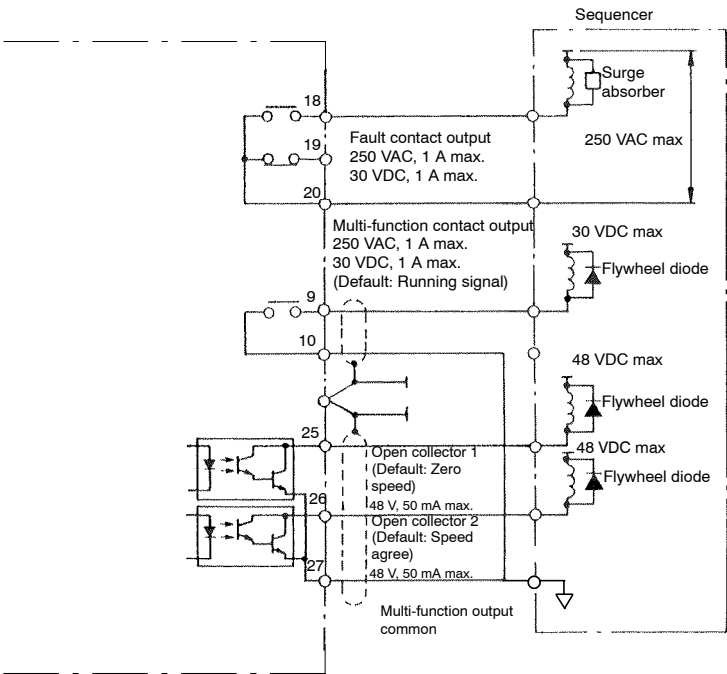 Sequencer
Surge
absorber
18
250 VAC max
Fault contact output
250 VAC, 1 A max.
30 VDC, 1 A max.
19
20
Multi-function contact output
250 VAC, 1 A max.
30 VDC, 1 A max.
(Default: Running signal)
30 VDC max
Flywheel diode
9
10
48 VDC max
Flywheel diode
25
48 VDC max
Open collector 1
(Default: Zero
speed)
48 V, 50 mA max.
Flywheel diode
26
Open collector 2
(Default: Speed
agree)
48 V, 50 mA max.
27
Multi-function output
common